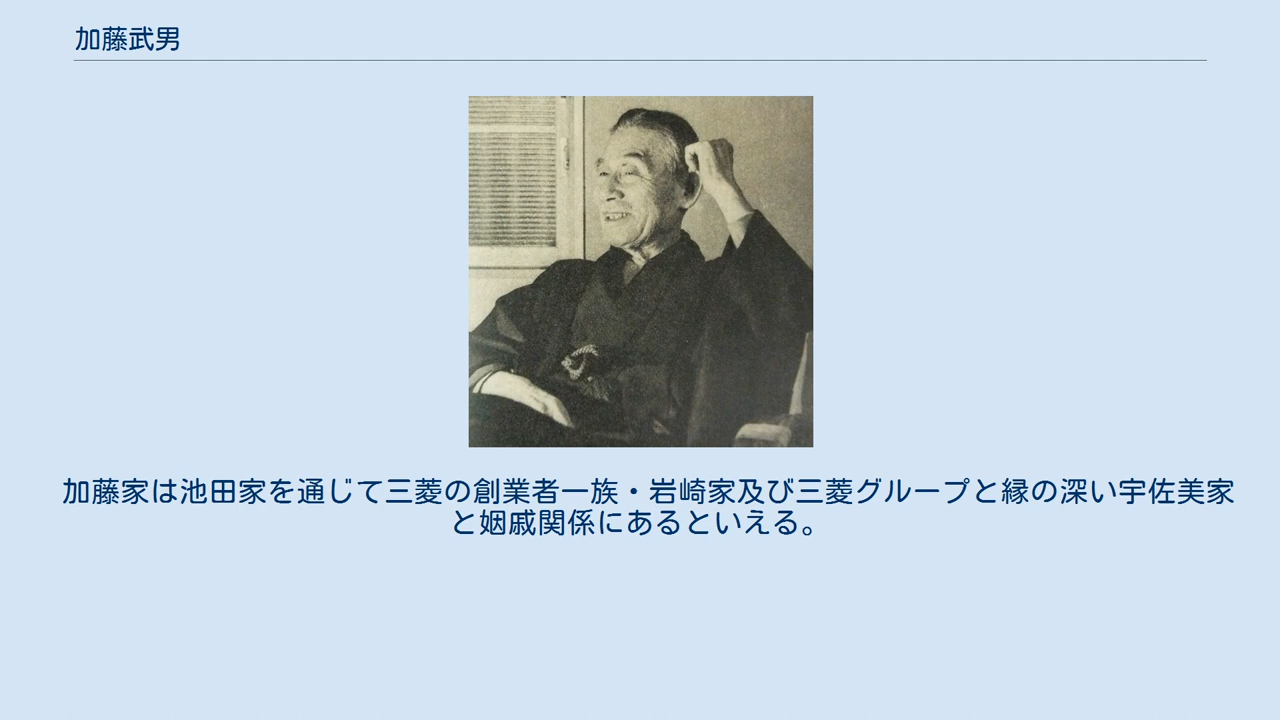 加藤武男
加藤家は池田家を通じて三菱の創業者一族・岩崎家及び三菱グループと縁の深い宇佐美家
と姻戚関係にあるといえる。